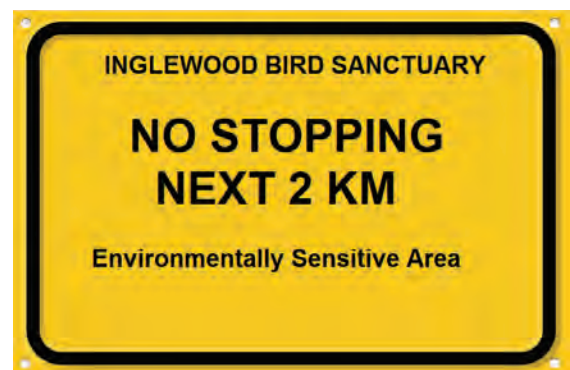 INGLEWOOD BIRD SANCTUARY
NO STOPPING
NEXT 2 KM
Environmentally Sensitive Area